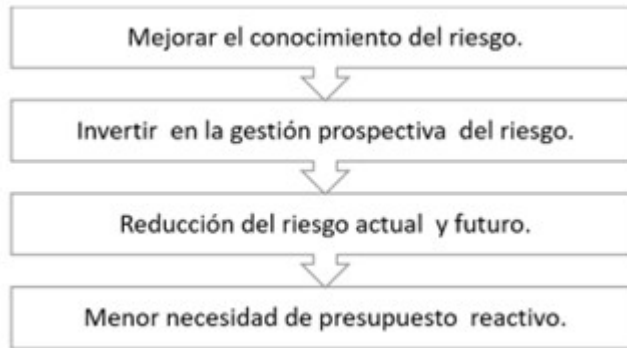 Mejorar el conocimiento del riesgo.
Invertir en la gestión prospectiva del riesgo.
Reducción del riesgo actual y futuro.
Menor necesidad de presupuesto reactivo.